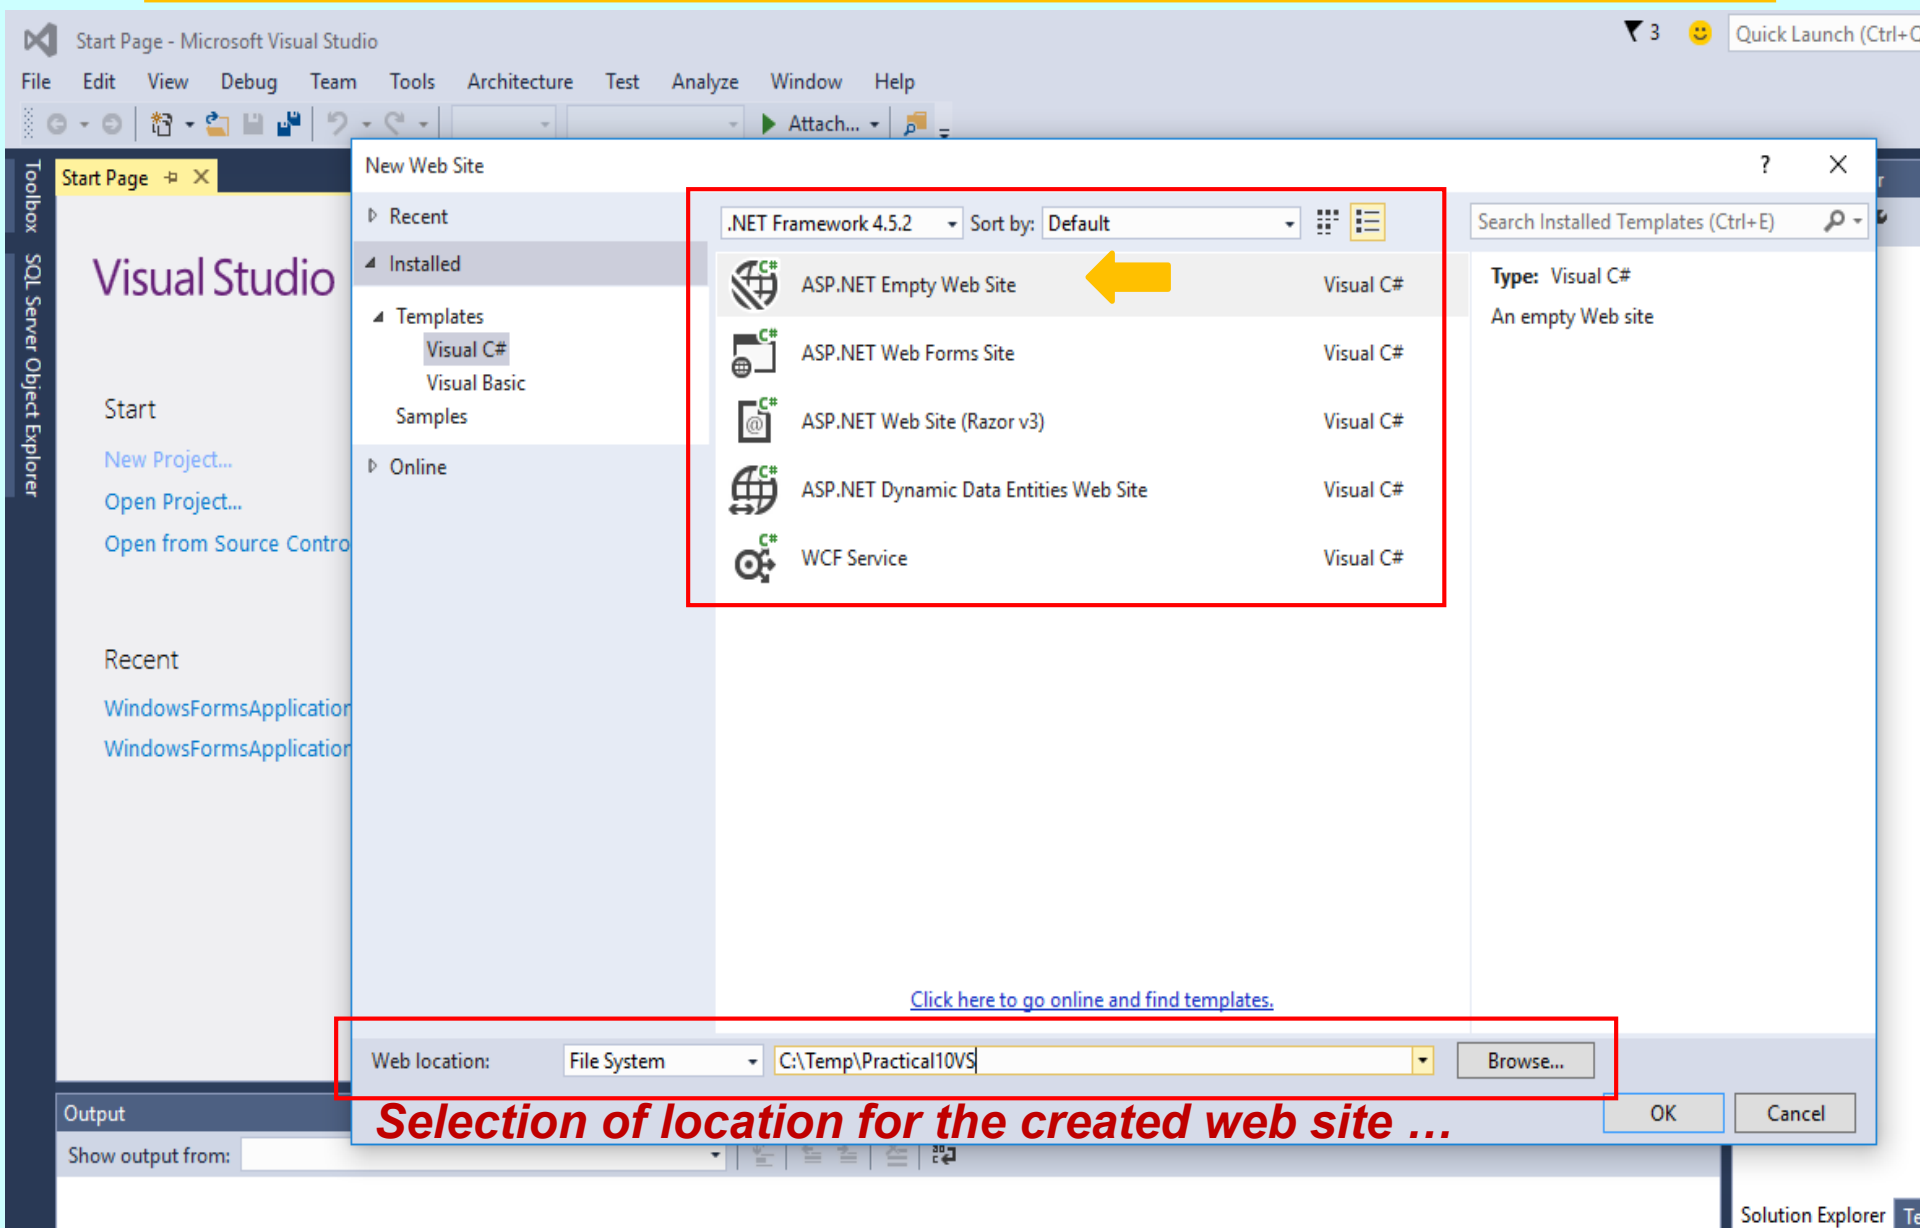 Start Page - Microsoft Visual Studio
3
Quick Launch (Ctrl+Q
File Edit View Debug Team Tools Architecture Test Analyze Window Help
Attach...
Toolbox
SQL Server Object Explorer
Start Page
Visual Studio
Start
New Project...
Open Project...
Open from Source Contro
Recent
WindowsFormsApplication
WindowsFormsApplication
New Web Site
?
Recent
Installed
Templates
Visual C#
Visual Basic
Samples
Online
.NET Framework 4.5.2 Sort by: Default
Search Installed Templates (Ctrl+E)
ASP.NET Empty Web Site Visual C#
ASP.NET Web Forms Site Visual C#
ASP.NET Web Site (Razor v3) Visual C#
ASP.NET Dynamic Data Entities Web Site Visual C#
WCF Service Visual C#
Type: Visual C#
An empty Web site
Click here to go online and find templates.
Web location: File System C:\Temp\Practical10VS Browse...
Selection of location for the created web site …
OK Cancel
Output
Show output from:
Solution Explorer Te